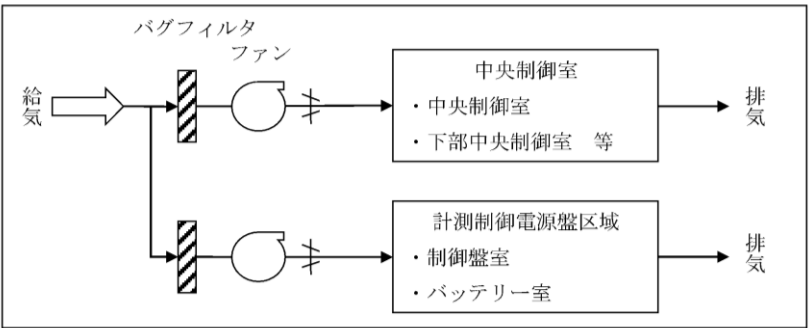 バグフィルタ
ファン
給気
中央制御室
・中央制御室
・下部中央制御室　等
排気
計測制御電源盤区域
・制御盤室
・バッテリー室
排気